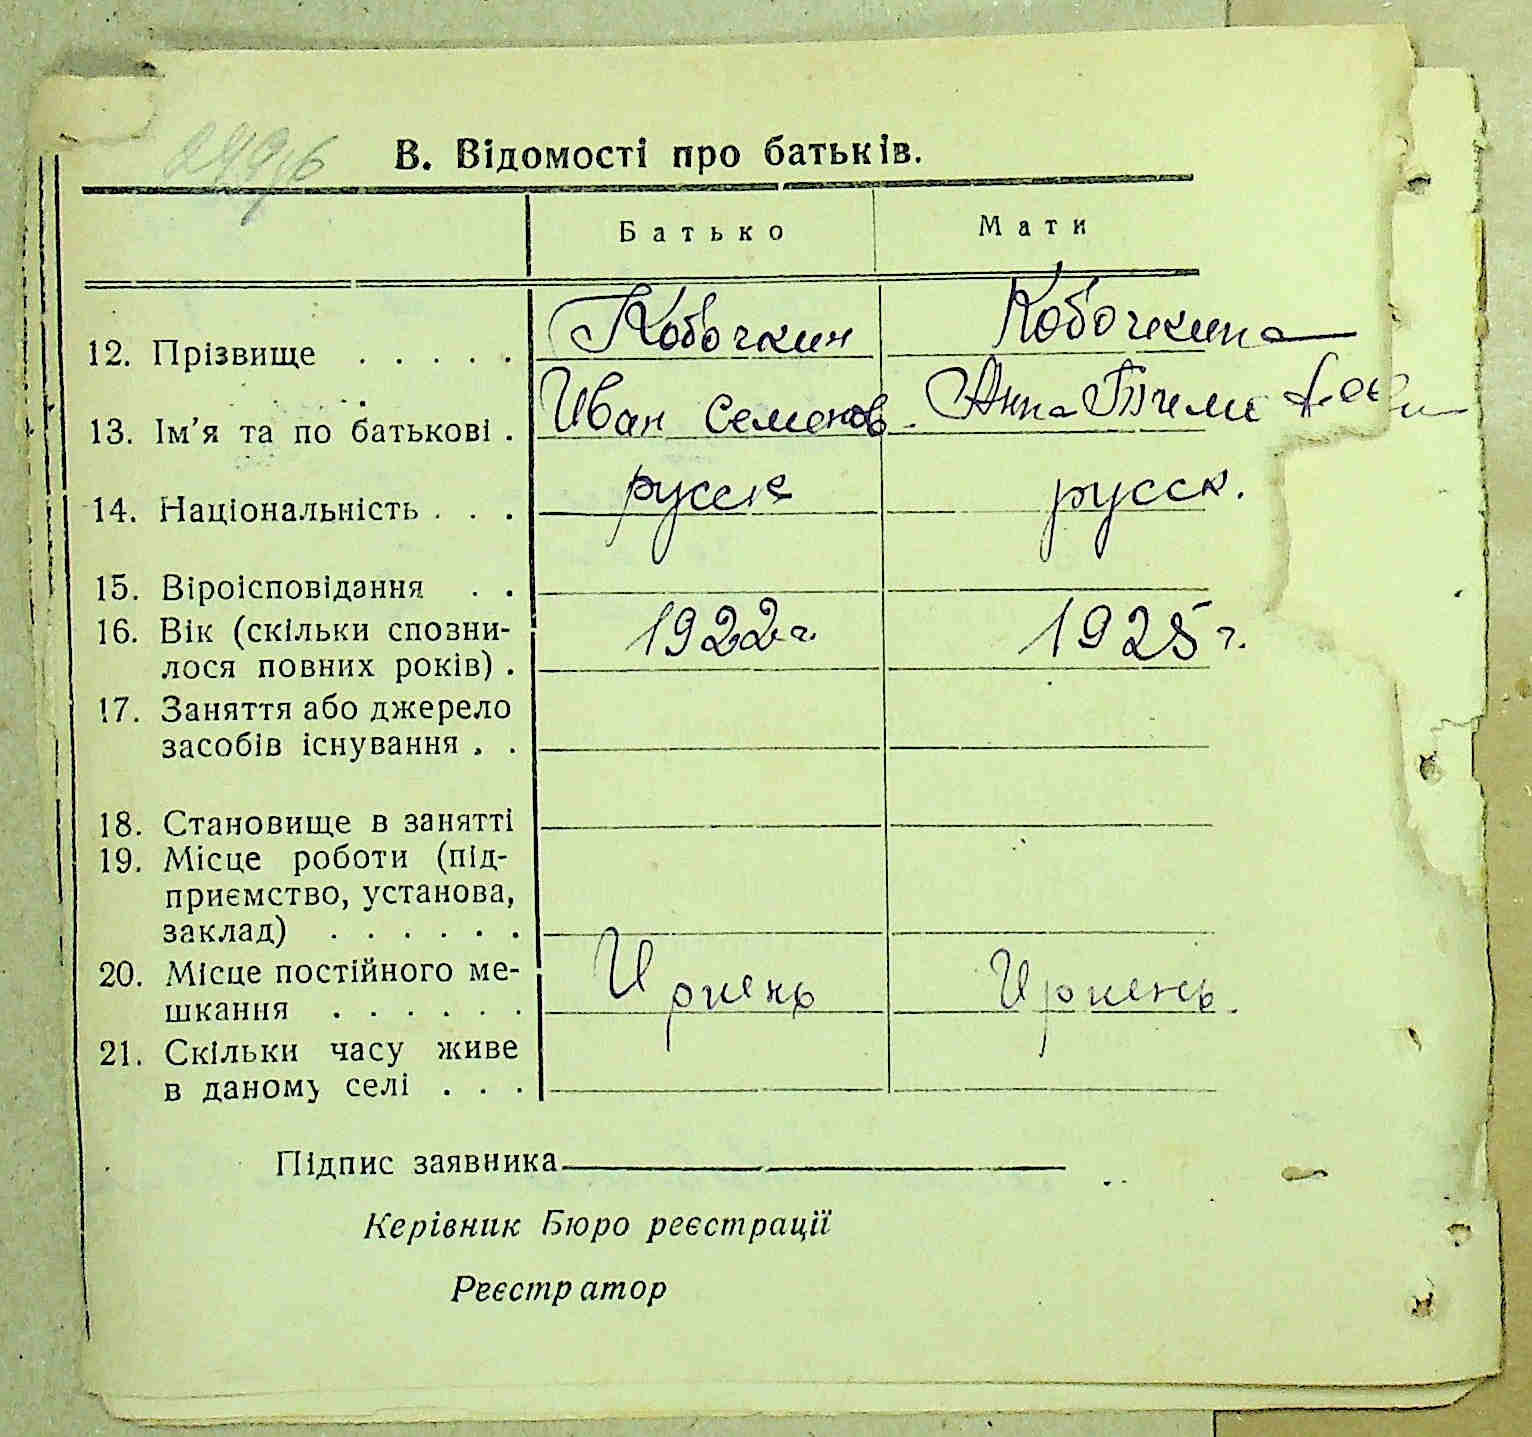 В. Відомості про батьків.
Батько Мати
12. Прізвище . . . . . Кобочкин Кобочкина
13. Ім'я та по батькові . Иван Семенов. Анна
14. Національність . . . русск русск.
15. Віроісповідання . .
16. Вік (скільки спозни-
лося повних років) . 1922 г. 1925 г.
17. Заняття або джерело
засобів існування . .
18. Становище в занятті
19. Місце роботи (під-
приємство, установа,
заклад) . . . . . .
20. Місце постійного ме-
шкання . . . . . . Ирпень Ирпень.
21. Скільки часу живе
в даному селі . . .
Підпис заявника
Керівник Бюро реєстрації
Реєстратор